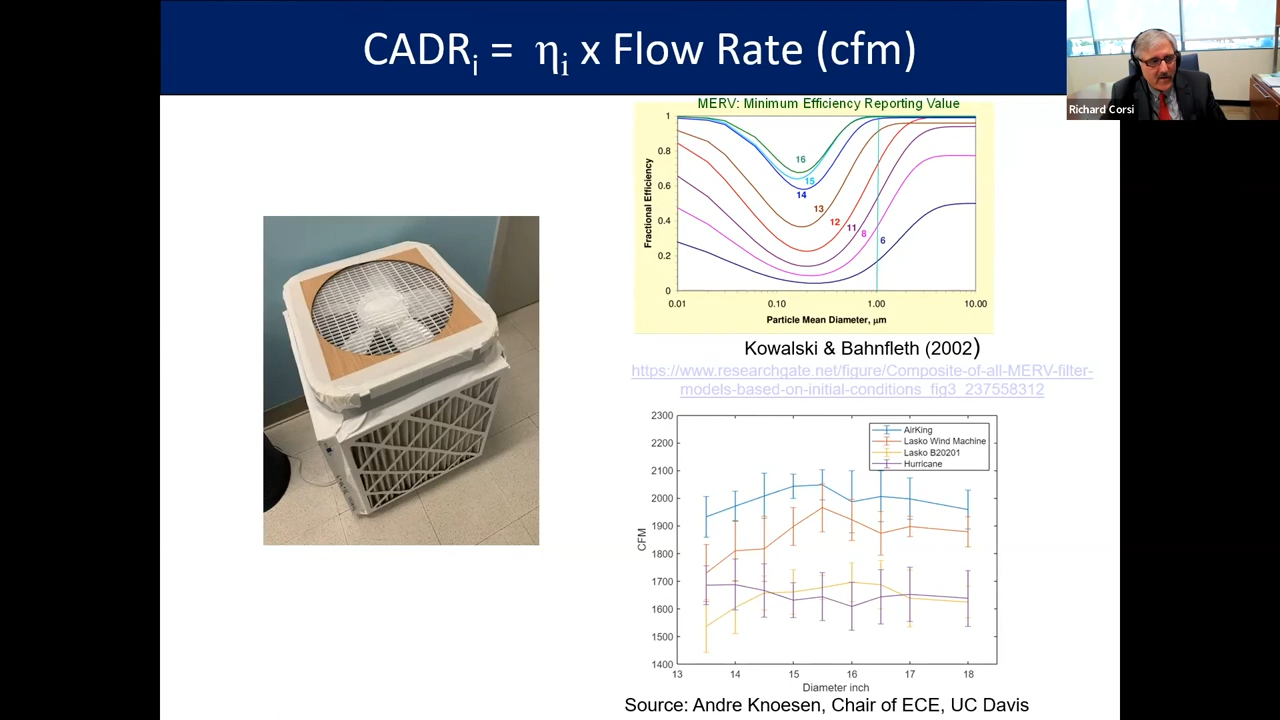 CADRi = ηi x Flow Rate (cfm)
Richard Corsi
MERV: Minimum Efficiency Reporting Value
Fractional Efficiency
1
0.8
0.6
0.4
0.2
0
16
15
14
13
12
11
8
6
0.01 0.10 1.00 10.00
Particle Mean Diameter, μm
Kowalski & Bahnfleth (2002)
https://www.researchgate.net/figure/Composite-of-all-MERV-filter-
models-based-on-initial-conditions_fig3_237558312
CFM
2300
2200
2100
2000
1900
1800
1700
1600
1500
1400
AirKing
Lasko Wind Machine
Lasko B20201
Hurricane
13 14 15 16 17 18
Diameter inch
Source: Andre Knoesen, Chair of ECE, UC Davis